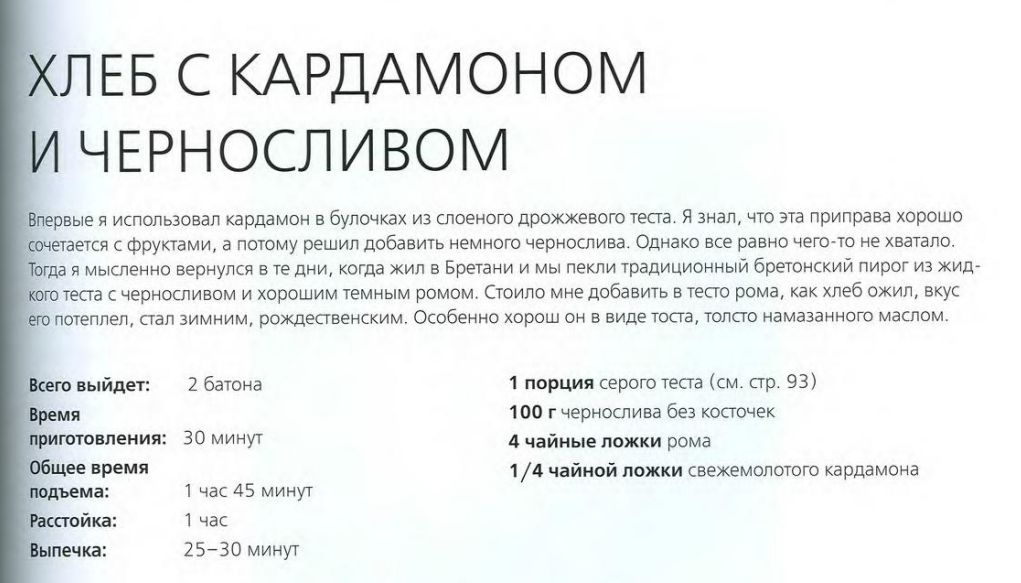 ХЛЕБ С КАРДАМОНОМ
И ЧЕРНОСЛИВОМ
Впервые я использовал кардамон в булочках из слоеного дрожжевого теста. Я знал, что эта приправа хорошо
сочетается с фруктами, а потому решил добавить немного чернослива. Однако все равно чего-то не хватало.
Тогда я мысленно вернулся в те дни, когда жил в Бретани и мы пекли традиционный бретонский пирог из жид-
кого теста с черносливом и хорошим темным ромом. Стоило мне добавить в тесто рома, как хлеб ожил, вкус
его потеплел, стал зимним, рождественским. Особенно хорош он в виде тоста, толсто намазанного маслом.
Всего выйдет: 2 батона
Время
приготовления: 30 минут
Общее время
подъема: 1 час 45 минут
Расстойка: 1 час
Выпечка: 25–30 минут
1 порция серого теста (см. стр. 93)
100 г чернослива без косточек
4 чайные ложки рома
1/4 чайной ложки свежемолотого кардамона